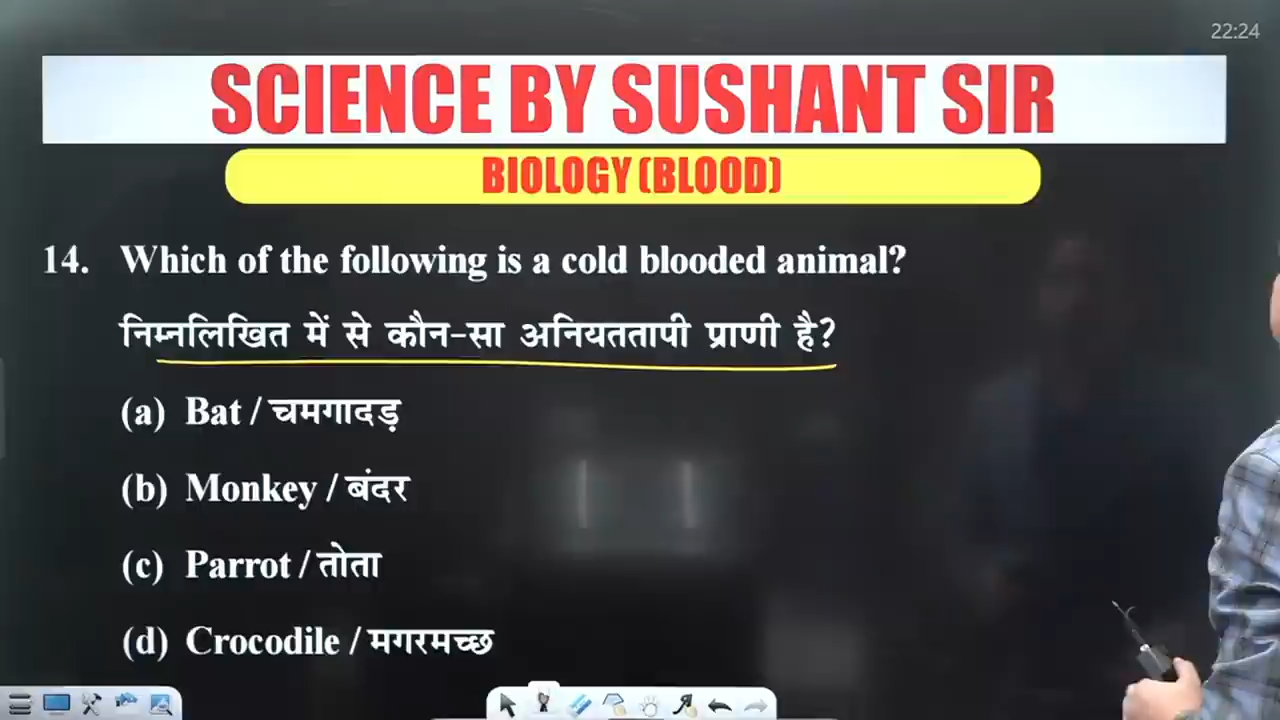 22:24
SCIENCE BY SUSHANT SIR
BIOLOGY (BLOOD)
14. Which of the following is a cold blooded animal?
निम्नलिखित में से कौन-सा अनियततापी प्राणी है?
(a) Bat / चमगादड़
(b) Monkey / बंदर
(c) Parrot / तोता
(d) Crocodile / मगरमच्छ